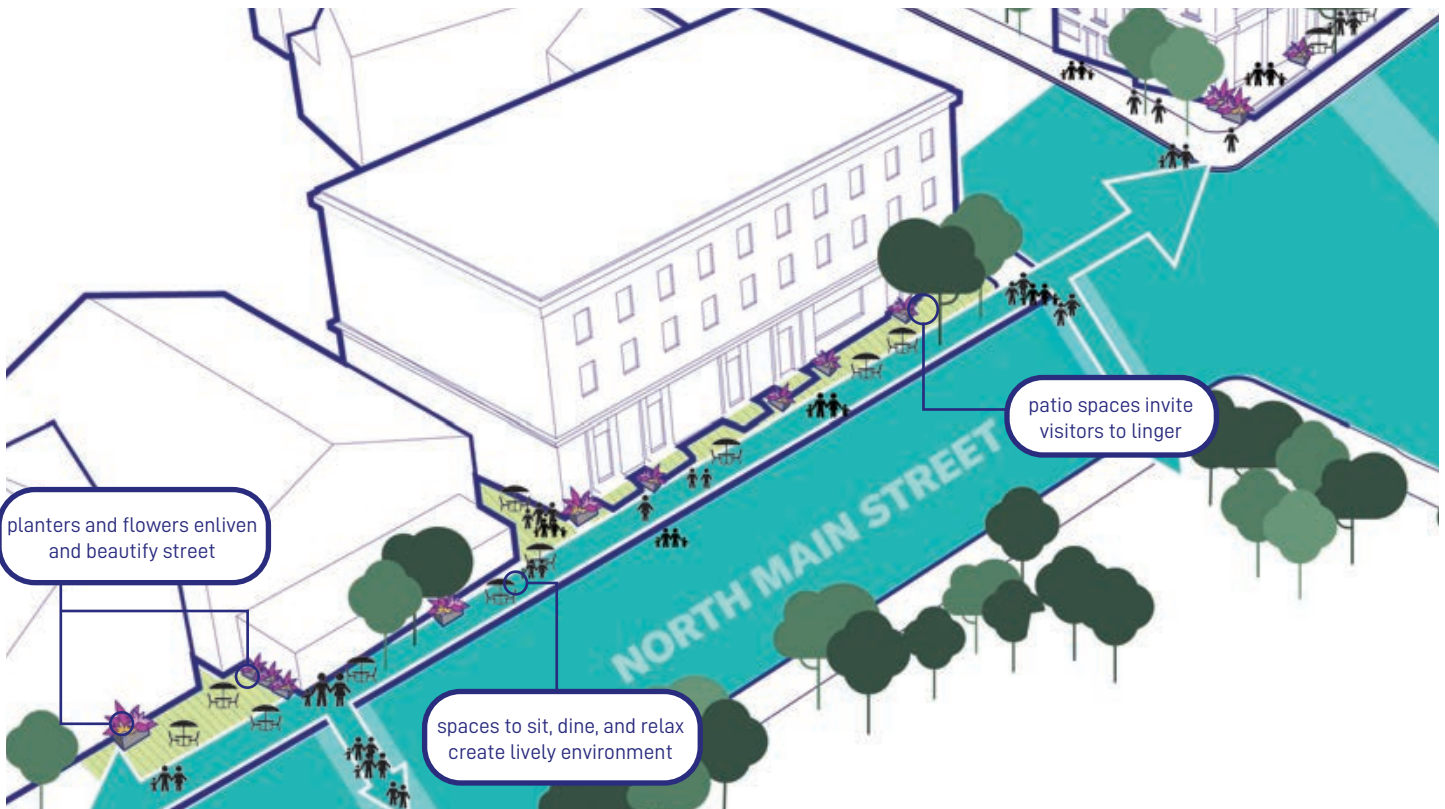 patio spaces invite
visitors to linger
NORTH MAIN STREET
planters and flowers enliven
and beautify street
spaces to sit, dine, and relax
create lively environment